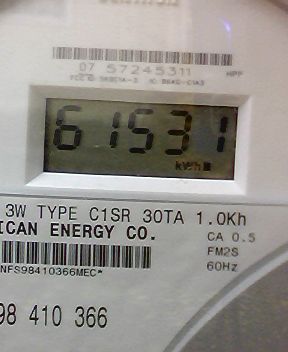 07 57245311 HPP
61531
kWh
3W TYPE C1SR 30TA 1.0Kh
ICAN ENERGY CO.
CA 0.5
FM2S
60Hz
NFS98410366MEC*
98 410 366